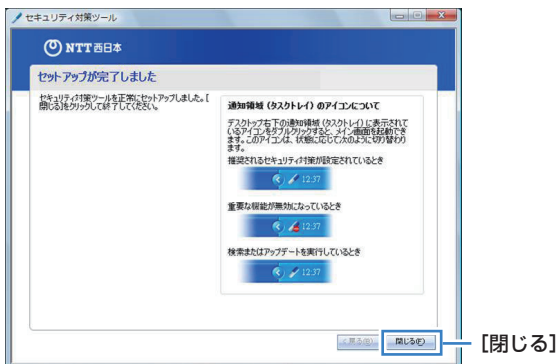 セキュリティ対策ツール
NTT西日本
セットアップが完了しました
セキュリティ対策ツールを正常にセットアップしました。[
閉じる]をクリックして終了してください。
通知領域(タスクトレイ)のアイコンについて
デスクトップ右下の通知領域(タスクトレイ)に表示されて
いるアイコンをダブルクリックすると、メイン画面を起動でき
ます。このアイコンは、状態に応じて次のように切り替わり
ます。
推奨されるセキュリティ対策が設定されているとき
12:37
重要な機能が無効になっているとき
12:37
検索またはアップデートを実行しているとき
12:37
< 戻る(B)
閉じる(F)
[閉じる]